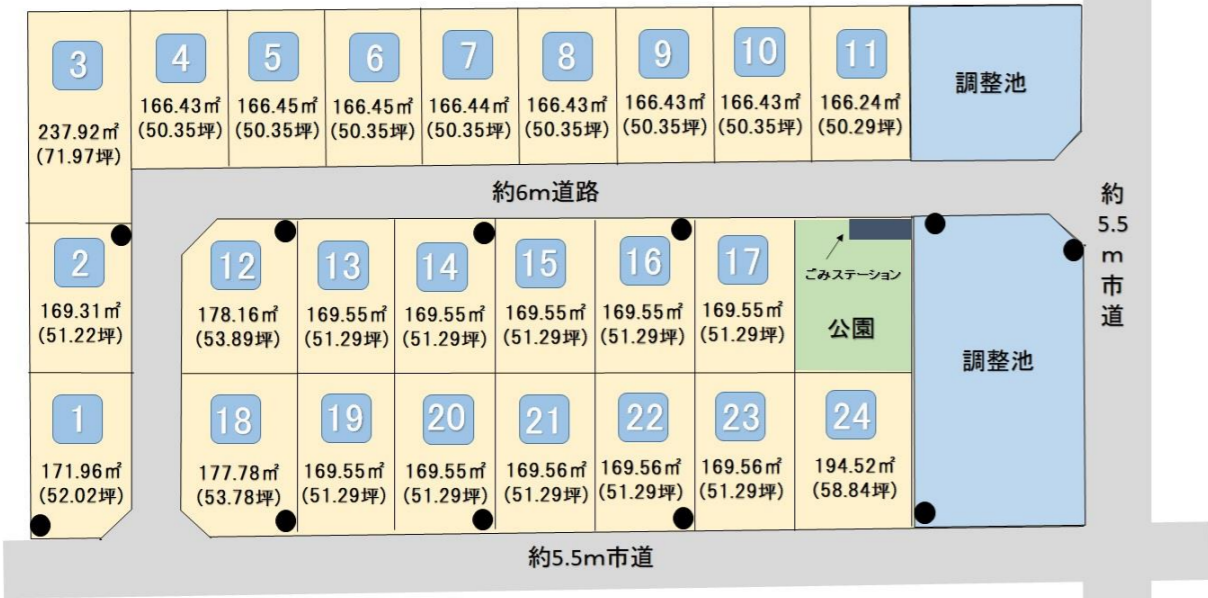 3
237.92㎡
(71.97坪)
4
166.43㎡
(50.35坪)
5
166.45㎡
(50.35坪)
6
166.45㎡
(50.35坪)
7
166.44㎡
(50.35坪)
8
166.43㎡
(50.35坪)
9
166.43㎡
(50.35坪)
10
166.43㎡
(50.35坪)
11
166.24㎡
(50.29坪)
調整池
約6m道路
約5.5m市道
2
169.31㎡
(51.22坪)
12
178.16㎡
(53.89坪)
13
169.55㎡
(51.29坪)
14
169.55㎡
(51.29坪)
15
169.55㎡
(51.29坪)
16
169.55㎡
(51.29坪)
17
169.55㎡
(51.29坪)
ごみステーション
公園
調整池
1
171.96㎡
(52.02坪)
18
177.78㎡
(53.78坪)
19
169.55㎡
(51.29坪)
20
169.55㎡
(51.29坪)
21
169.56㎡
(51.29坪)
22
169.56㎡
(51.29坪)
23
169.56㎡
(51.29坪)
24
194.52㎡
(58.84坪)
約5.5m市道